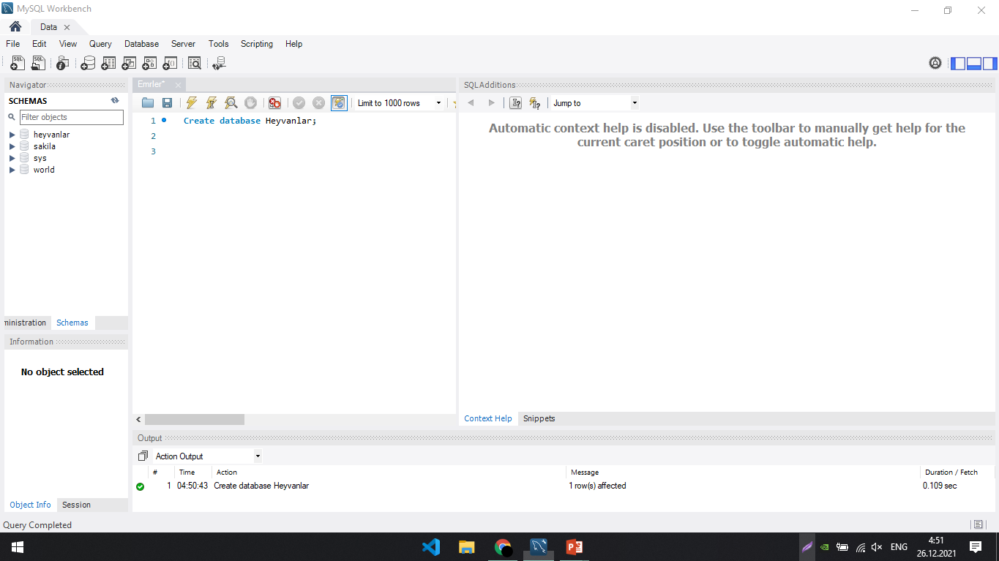 MySQL Workbench
Data
File Edit View Query Database Server Tools Scripting Help
Navigator
SCHEMAS
Filter objects
heyvanlar
sakila
sys
world
ministration Schemas
Information
No object selected
Object Info Session
Emrler*
Limit to 1000 rows
1 Create database Heyvanlar;
2
3
SQLAdditions
Jump to
Automatic context help is disabled. Use the toolbar to manually get help for the
current caret position or to toggle automatic help.
Context Help Snippets
Output
Action Output
# Time Action Message Duration / Fetch
1 04:50:43 Create database Heyvanlar 1 row(s) affected 0.109 sec
Query Completed
ENG
4:51
26.12.2021